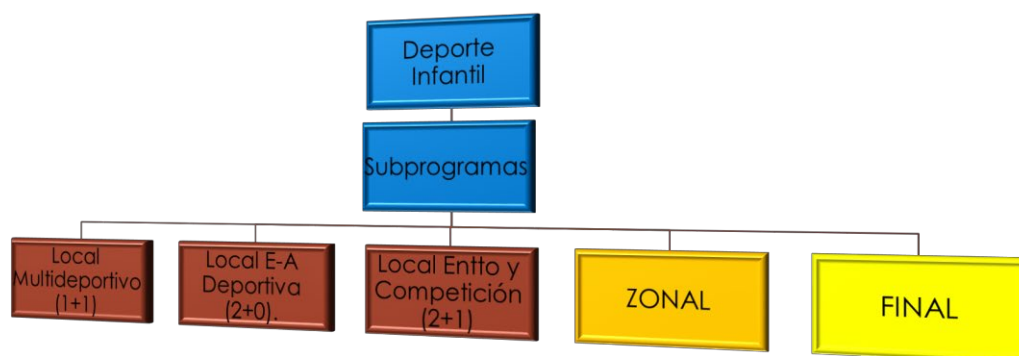 Deporte
Infantil
Subprogramas
Local
Multideportivo
(1+1)
Local E-A
Deportiva
(2+0).
Local Entto y
Competición
(2+1)
ZONAL
FINAL